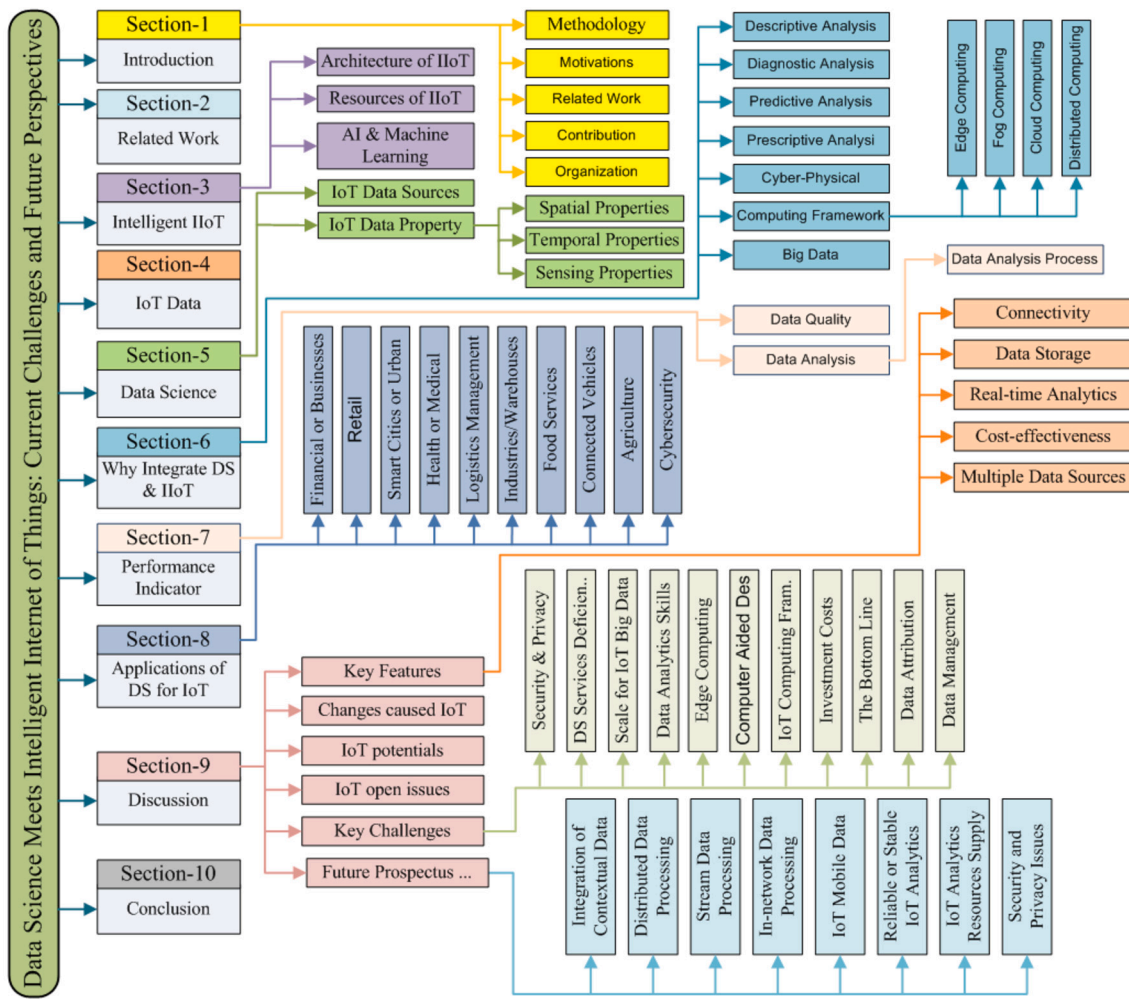 Data Science Meets Intelligent Internet of Things: Current Challenges and Future Perspectives
Section-1
Introduction
Section-2
Related Work
Section-3
Intelligent IIoT
Section-4
IoT Data
Section-5
Data Science
Section-6
Why Integrate DS
& IIoT
Section-7
Performance
Indicator
Section-8
Applications of
DS for IoT
Section-9
Discussion
Section-10
Conclusion
Architecture of IIoT
Resources of IIoT
AI & Machine
Learning
IoT Data Sources
IoT Data Property
Methodology
Motivations
Related Work
Contribution
Organization
Spatial Properties
Temporal Properties
Sensing Properties
Descriptive Analysis
Diagnostic Analysis
Predictive Analysis
Prescriptive Analysi
Cyber-Physical
Computing Framework
Big Data
Edge Computing
Fog Computing
Cloud Computing
Distributed Computing
Data Quality
Data Analysis
Data Analysis Process
Financial or Businesses
Retail
Smart Cities or Urban
Health or Medical
Logistics Management
Industries/Warehouses
Food Services
Connected Vehicles
Agriculture
Cybersecurity
Connectivity
Data Storage
Real-time Analytics
Cost-effectiveness
Multiple Data Sources
Key Features
Changes caused IoT
IoT potentials
IoT open issues
Key Challenges
Future Prospectus ...
Security & Privacy
DS Services Deficien..
Scale for IoT Big Data
Data Analytics Skills
Edge Computing
Computer Aided Des
IoT Computing Fram.
Investment Costs
The Bottom Line
Data Attribution
Data Management
Integration of
Contextual Data
Distributed Data
Processing
Stream Data
Processing
In-network Data
Processing
IoT Mobile Data
Reliable or Stable
IoT Analytics
IoT Analytics
Resources Supply
Security and
Privacy Issues